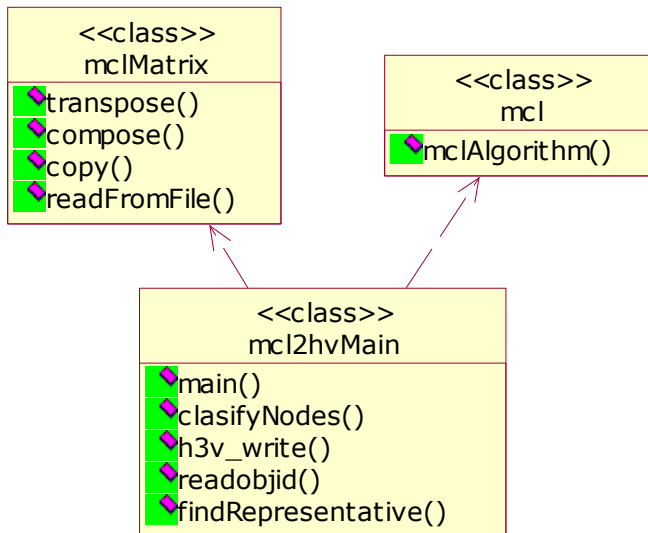 <<class>>
mclMatrix
transpose()
compose()
copy()
readFromFile()
<<class>>
mcl
mclAlgorithm()
<<class>>
mcl2hvMain
main()
clasifyNodes()
h3v_write()
readobjid()
findRepresentative()